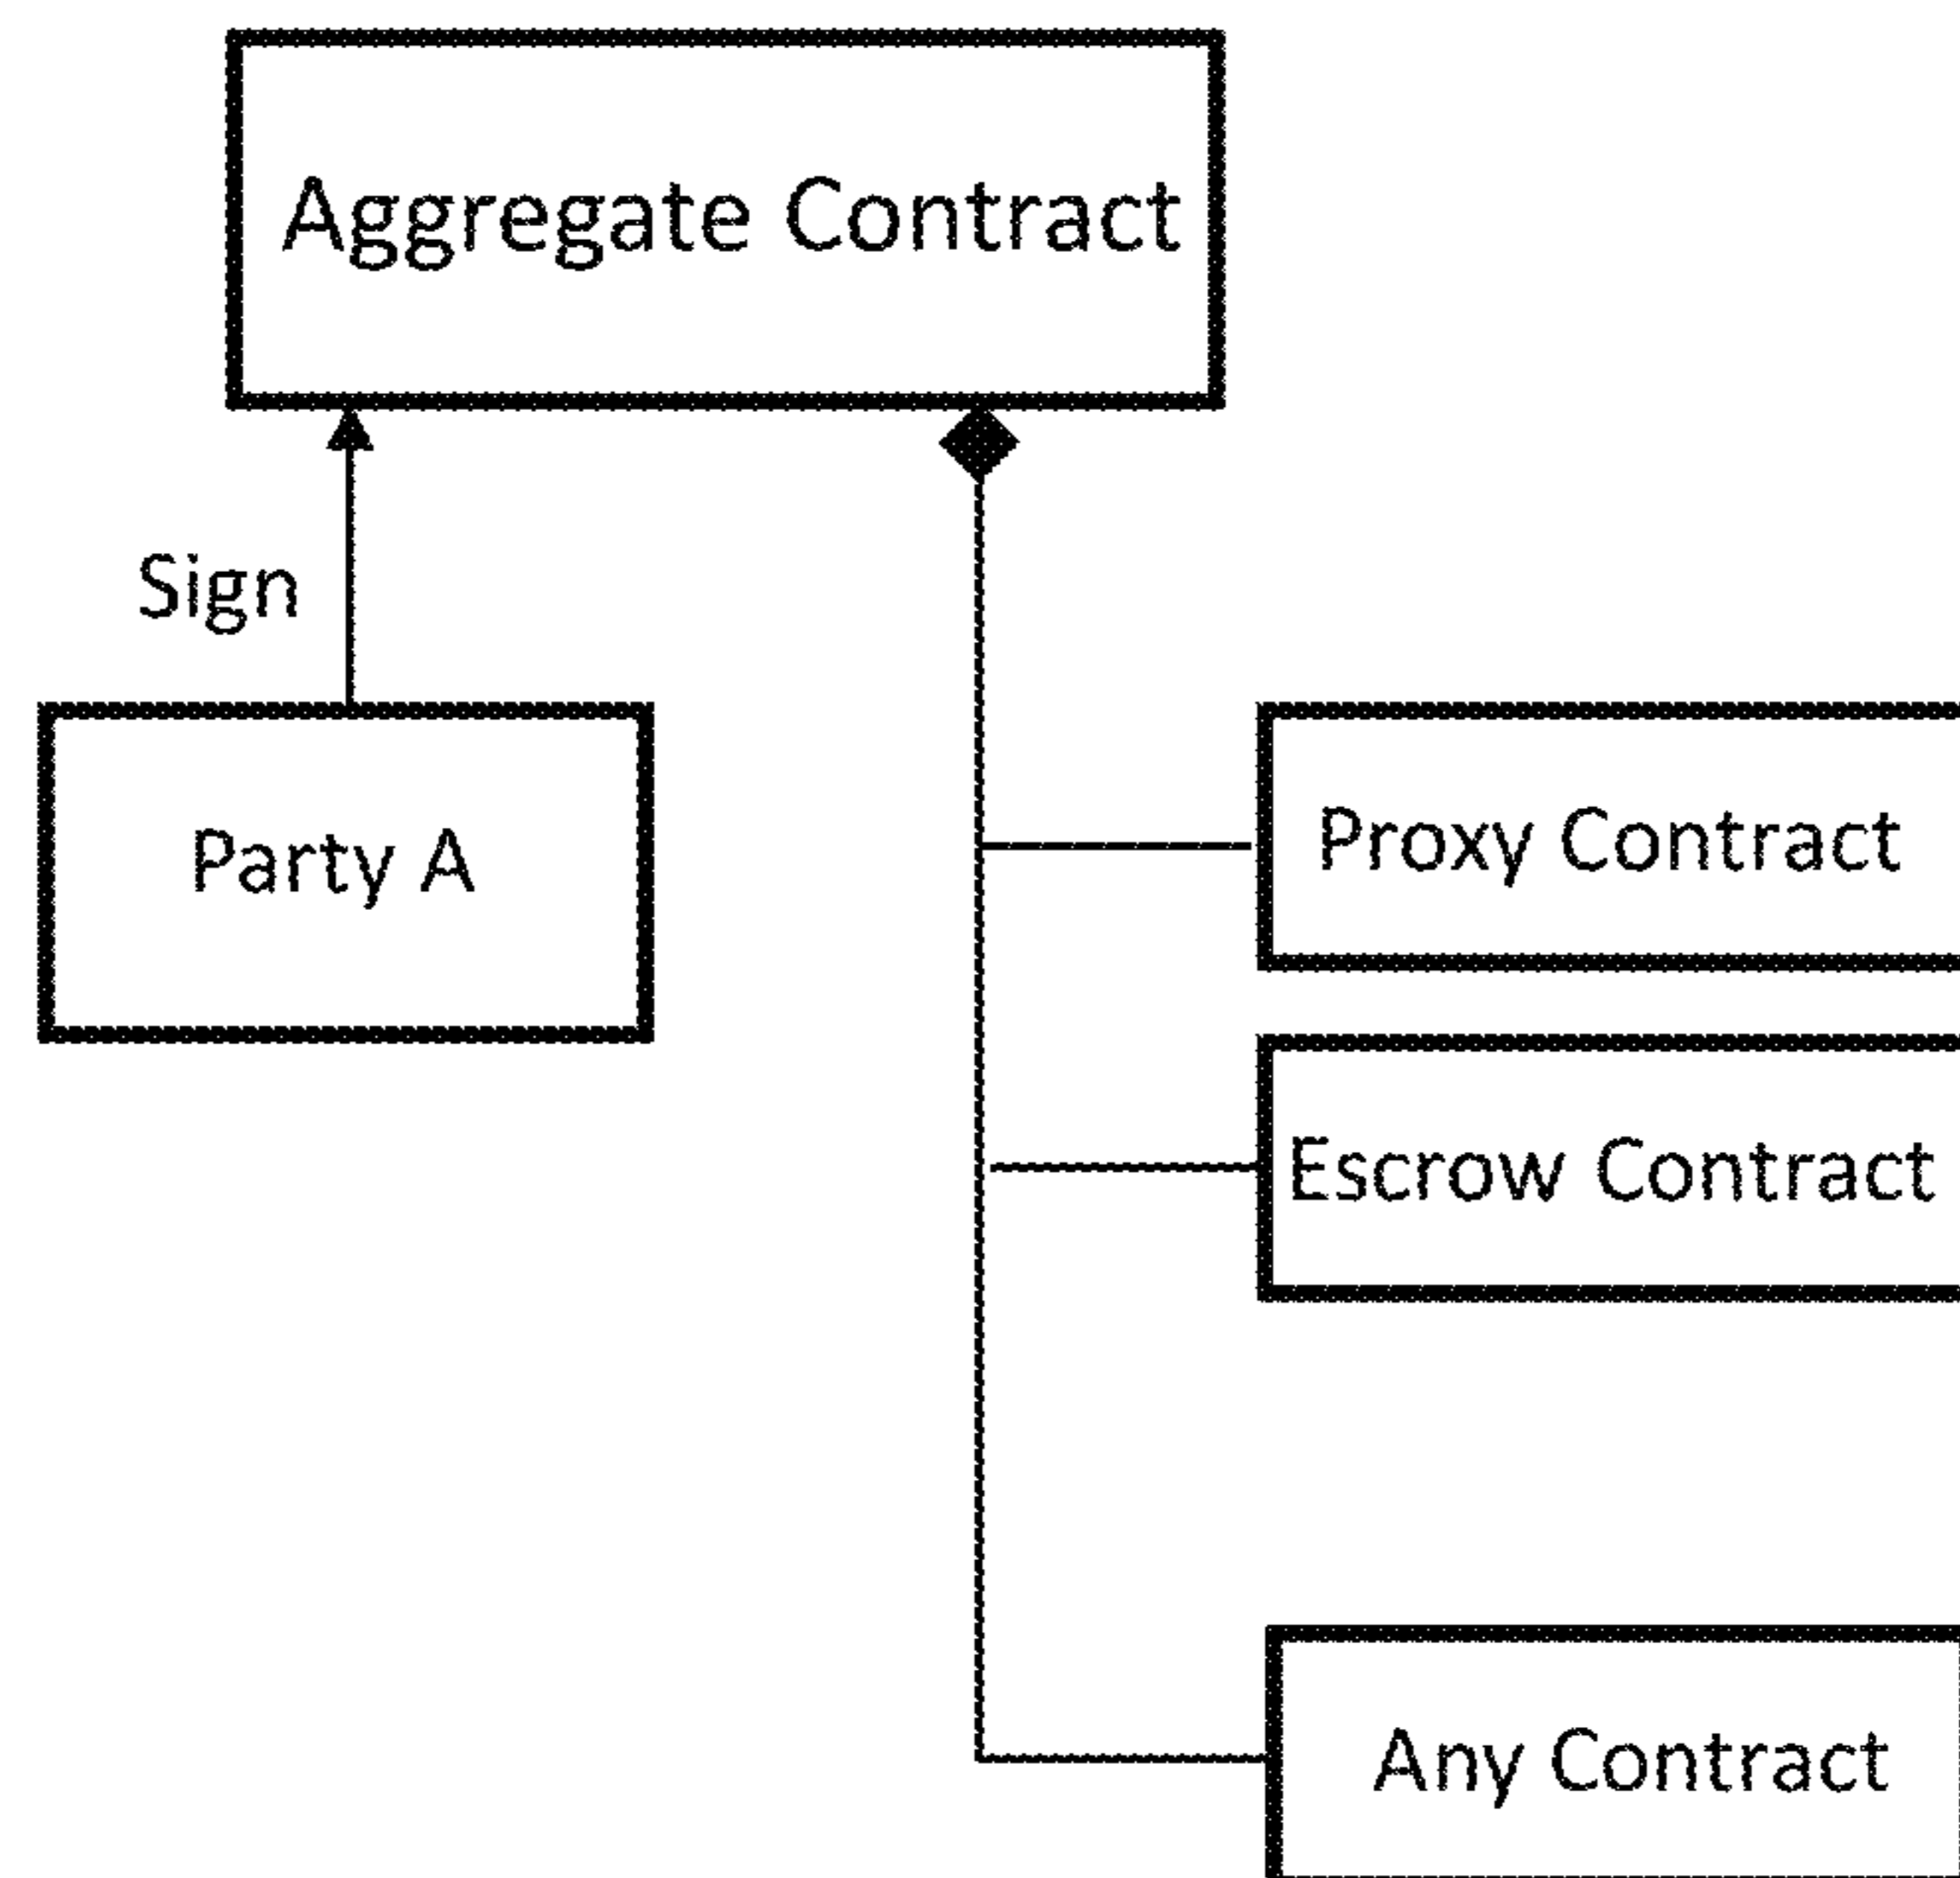 Aggregate Contract
Sign
Party A
Proxy Contract
Escrow Contract
Any Contract